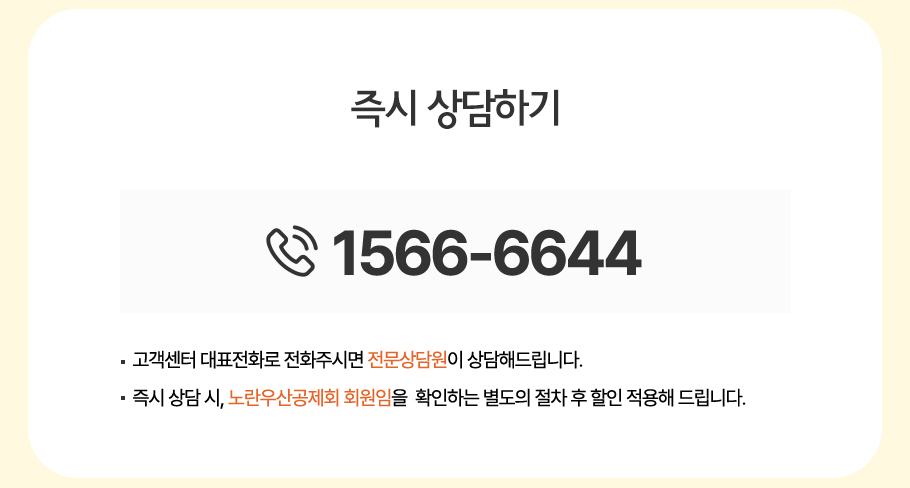 즉시 상담하기
1566-6644
▪ 고객센터 대표전화로 전화주시면 전문상담원이 상담해드립니다.
▪ 즉시 상담 시, 노란우산공제회 회원임을 확인하는 별도의 절차 후 할인 적용해 드립니다.